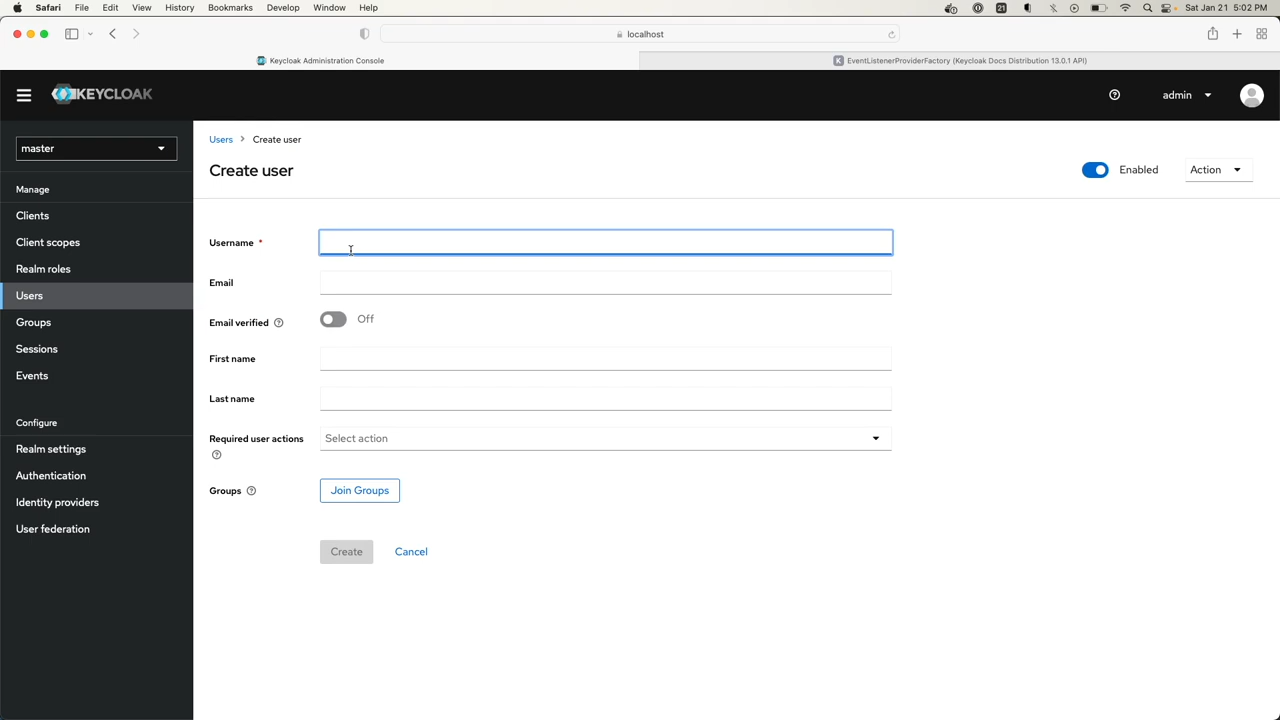 Safari File Edit View History Bookmarks Develop Window Help 21 Sat Jan 21 5:02 PM
localhost
Keycloak Administration Console
EventListenerProviderFactory (Keycloak Docs Distribution 13.0.1 API)
KEYCLOAK
admin
master
Manage
Clients
Client scopes
Realm roles
Users
Groups
Sessions
Events
Configure
Realm settings
Authentication
Identity providers
User federation
Users > Create user
Create user
Enabled
Action
Username *
Email
Email verified
Off
First name
Last name
Required user actions
Select action
Groups
Join Groups
Create
Cancel